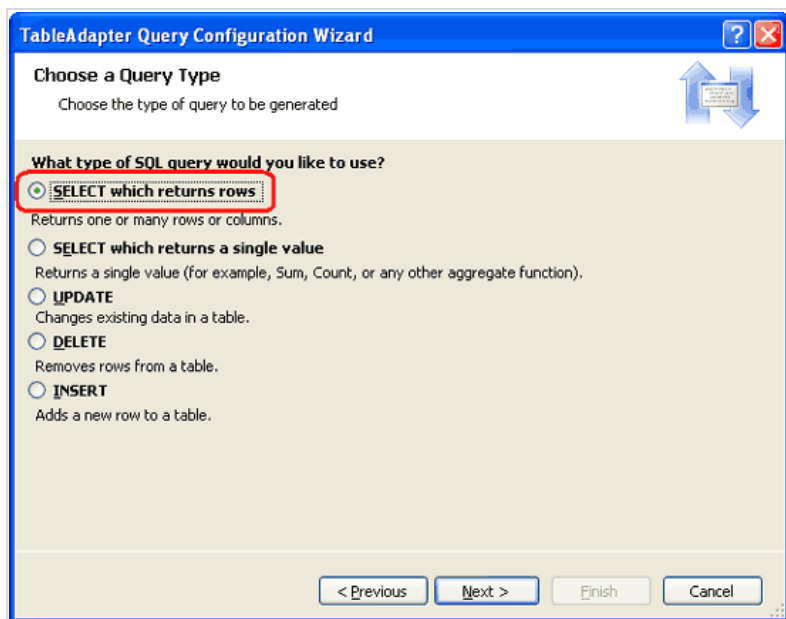 TableAdapter Query Configuration Wizard
Choose a Query Type
Choose the type of query to be generated
What type of SQL query would you like to use?
SELECT which returns rows
Returns one or many rows or columns.
SELECT which returns a single value
Returns a single value (for example, Sum, Count, or any other aggregate function).
UPDATE
Changes existing data in a table.
DELETE
Removes rows from a table.
INSERT
Adds a new row to a table.
< Previous
Next >
Finish
Cancel